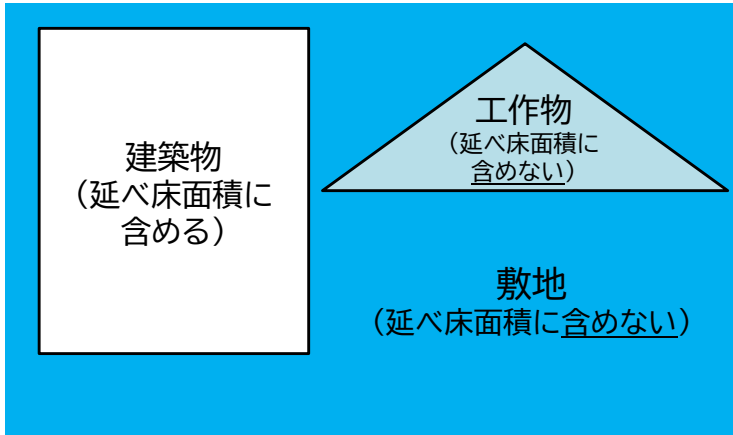 建築物
（延べ床面積に
含める）
工作物
（延べ床面積に
含めない）
敷地
（延べ床面積に含めない）